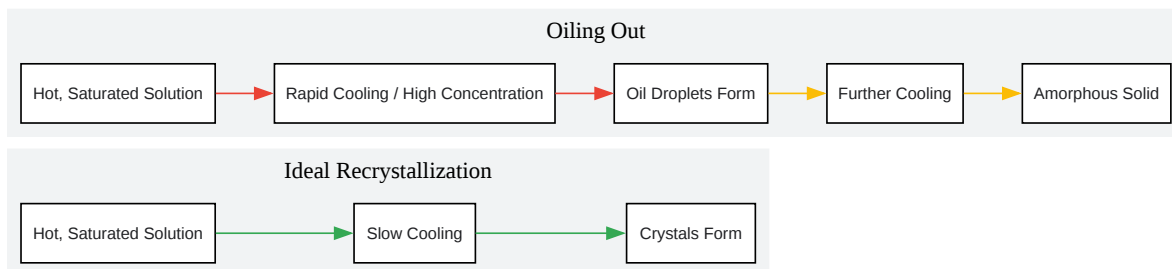 Oiling Out
Hot, Saturated Solution
Rapid Cooling / High Concentration
Oil Droplets Form
Further Cooling
Amorphous Solid
Ideal Recrystallization
Hot, Saturated Solution
Slow Cooling
Crystals Form